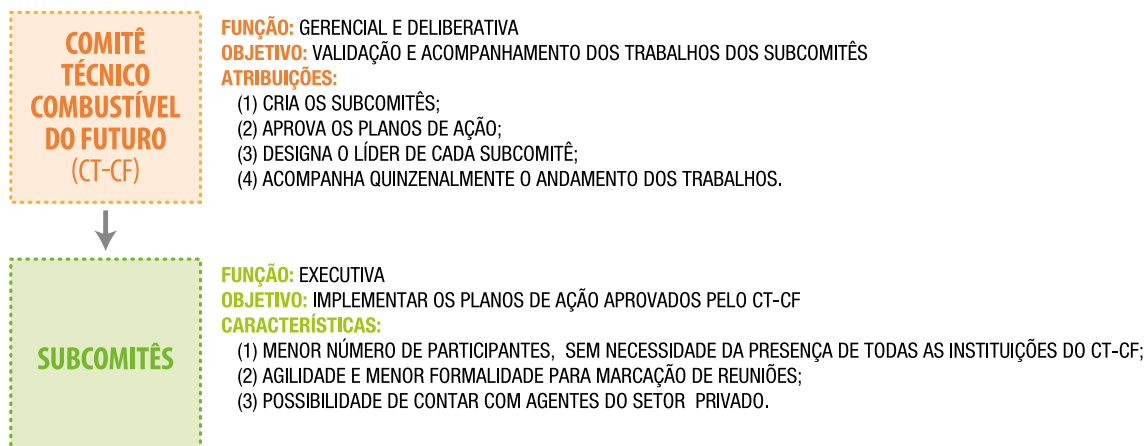 COMITÊ
TÉCNICO
COMBUSTÍVEL
DO FUTURO
(CT-CF)
FUNÇÃO: GERENCIAL E DELIBERATIVA
OBJETIVO: VALIDAÇÃO E ACOMPANHAMENTO DOS TRABALHOS DOS SUBCOMITÊS
ATRIBUIÇÕES:
(1) CRIA OS SUBCOMITÊS;
(2) APROVA OS PLANOS DE AÇÃO;
(3) DESIGNA O LÍDER DE CADA SUBCOMITÊ;
(4) ACOMPANHA QUINZENALMENTE O ANDAMENTO DOS TRABALHOS.
SUBCOMITÊS
FUNÇÃO: EXECUTIVA
OBJETIVO: IMPLEMENTAR OS PLANOS DE AÇÃO APROVADOS PELO CT-CF
CARACTERÍSTICAS:
(1) MENOR NÚMERO DE PARTICIPANTES, SEM NECESSIDADE DA PRESENÇA DE TODAS AS INSTITUIÇÕES DO CT-CF;
(2) AGILIDADE E MENOR FORMALIDADE PARA MARCAÇÃO DE REUNIÕES;
(3) POSSIBILIDADE DE CONTAR COM AGENTES DO SETOR PRIVADO.